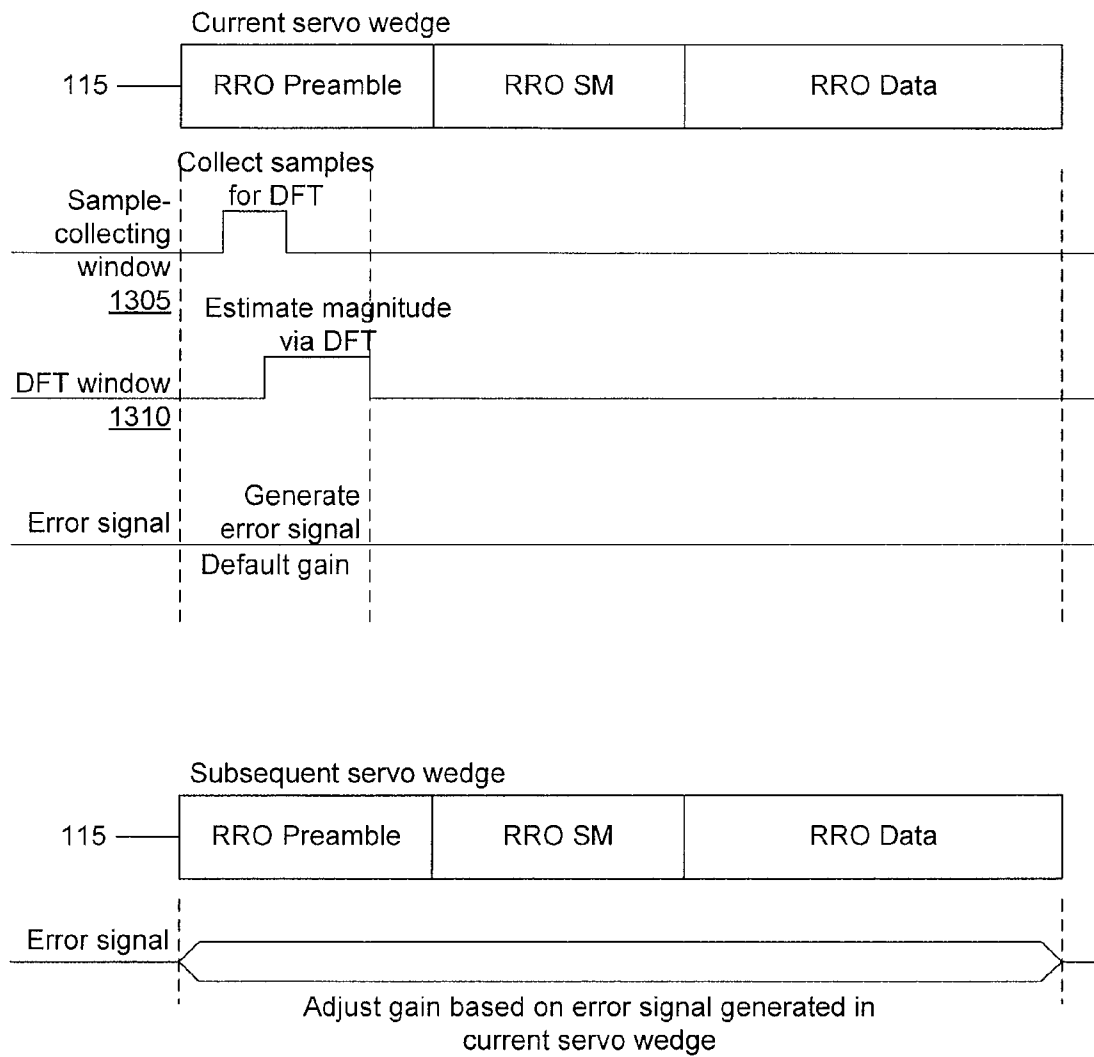 Current servo wedge
115
RRO Preamble
RRO SM
RRO Data
Collect samples
for DFT
Sample-
collecting
window
1305
Estimate magnitude
via DFT
DFT window
1310
Generate
error signal
Error signal
Default gain
Subsequent servo wedge
115
RRO Preamble
RRO SM
RRO Data
Error signal
Adjust gain based on error signal generated in
current servo wedge